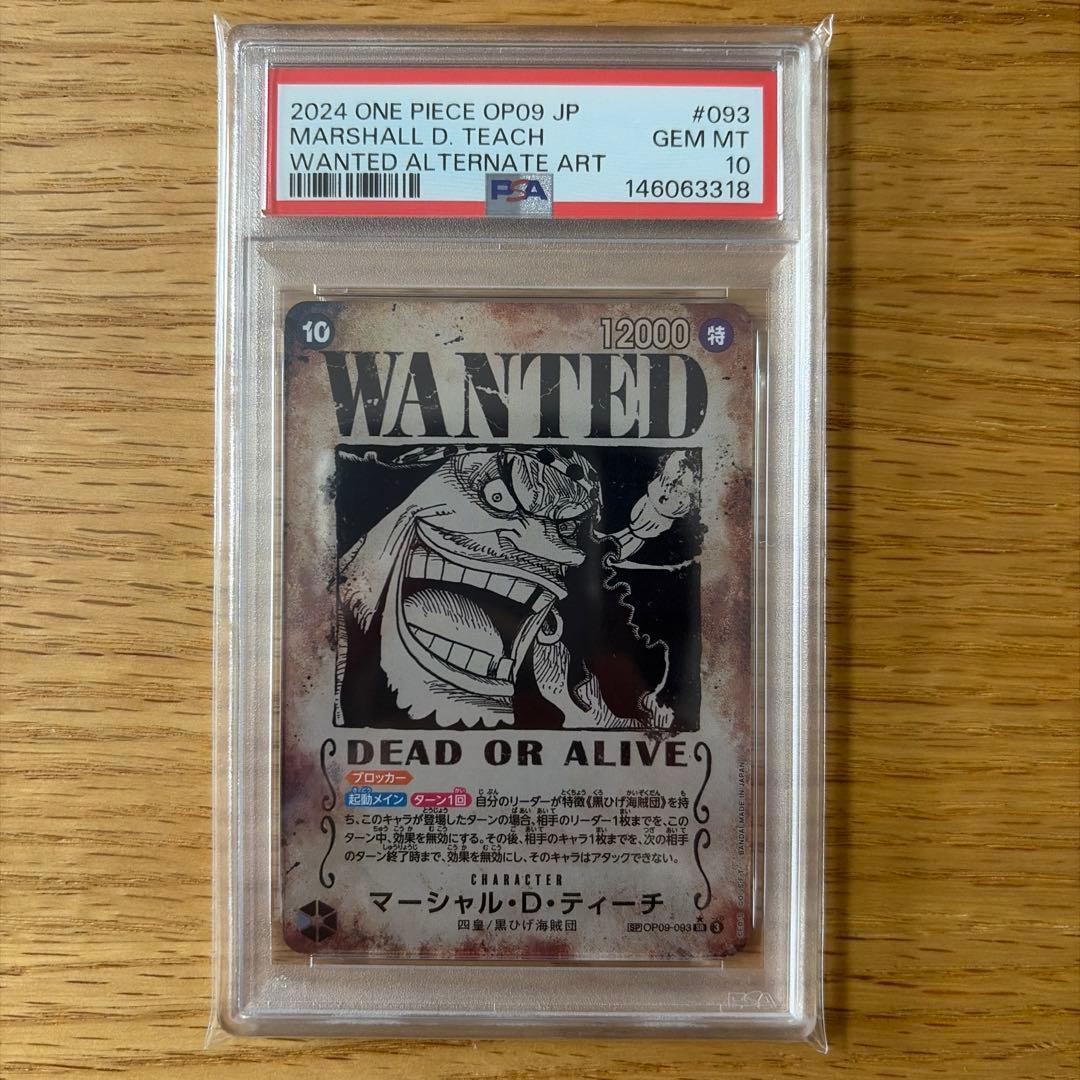 2024 ONE PIECE OP09 JP #093
MARSHALL D. TEACH GEM MT
WANTED ALTERNATE ART 10
PSA 146063318
10 12000 特
WANTED
DEAD OR ALIVE
ブロッカー
起動メイン ターン1回 自分のリーダーが特徴《黒ひげ海賊団》を持
ち、このキャラが登場したターンの場合、相手のリーダー1枚までを、この
ターン中、効果を無効にする。その後、相手のキャラ1枚までを、次の相手
のターン終了時まで、効果を無効にし、そのキャラはアタックできない。
CHARACTER
マーシャル・D・ティーチ
四皇/黒ひげ海賊団
SP OP09-093 SR 3
BANDAI MADE IN JAPAN
PSA